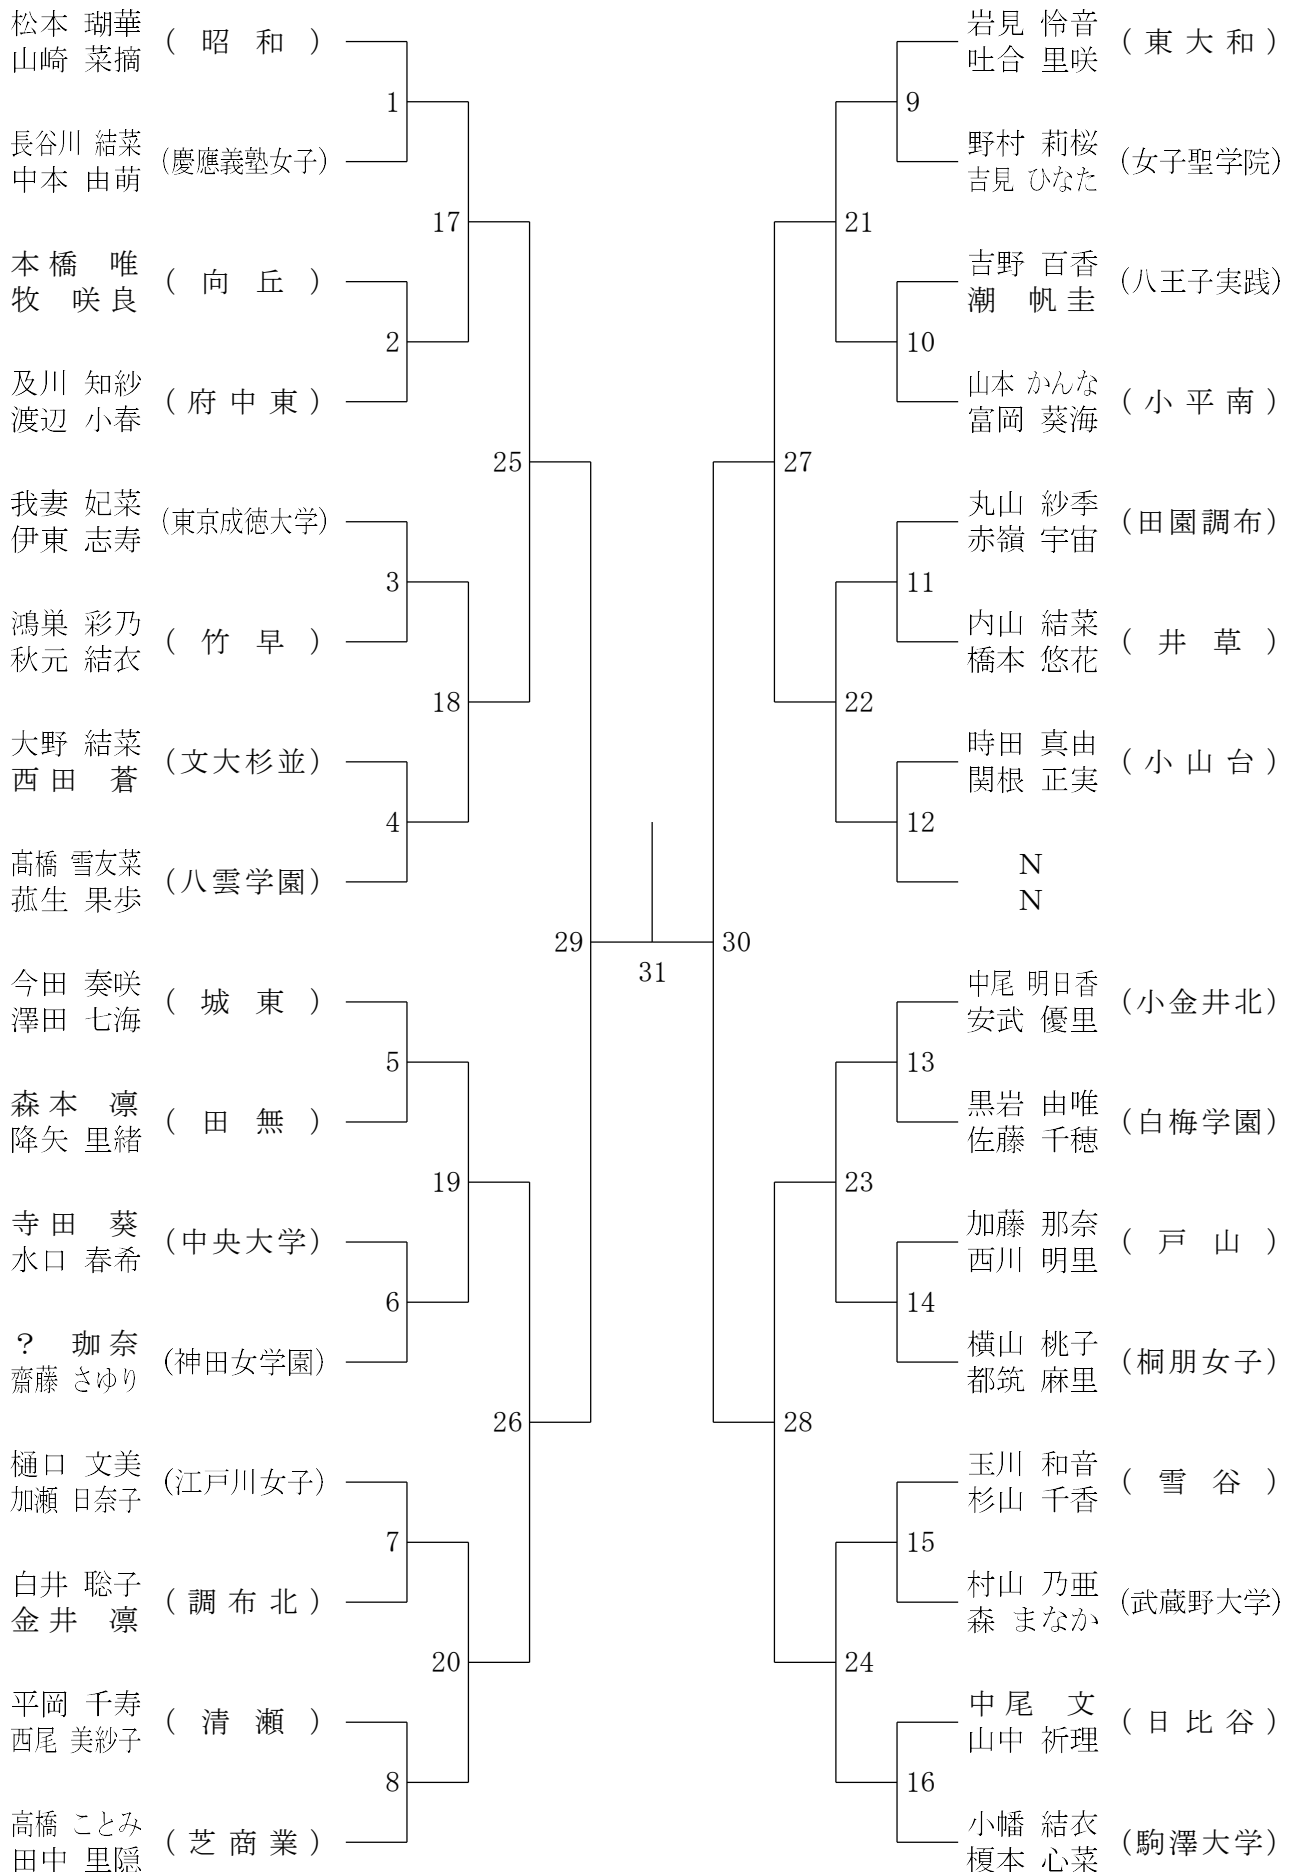 松本 瑚華
山崎 菜摘
( 昭 和 )
1
長谷川 結菜
中本 由萌
(慶應義塾女子)
17
本橋 唯
牧 咲良
( 向 丘 )
2
及川 知紗
渡辺 小春
( 府 中 東 )
25
我妻 妃菜
伊東 志寿
(東京成徳大学)
3
鴻巣 彩乃
秋元 結衣
( 竹 早 )
18
大野 結菜
西田 蒼
(文大杉並)
4
髙橋 雪友菜
菰生 果歩
(八雲学園)
29
今田 奏咲
澤田 七海
( 城 東 )
5
森本 凛
降矢 里緒
( 田 無 )
19
寺田 葵
水口 春希
(中央大学)
6
? 珈奈
齋藤 さゆり
(神田女学園)
26
樋口 文美
加瀬 日奈子
(江戸川女子)
7
白井 聡子
金井 凛
( 調 布 北 )
20
平岡 千寿
西尾 美紗子
( 清 瀬 )
8
高橋 ことみ
田中 里隠
( 芝 商 業 )
31
岩見 怜音
吐合 里咲
( 東 大 和 )
9
野村 莉桜
吉見 ひなた
(女子聖学院)
21
吉野 百香
潮 帆圭
(八王子実践)
10
山本 かんな
富岡 葵海
( 小 平 南 )
27
丸山 紗季
赤嶺 宇宙
(田園調布)
11
内山 結菜
橋本 悠花
( 井 草 )
22
時田 真由
関根 正実
( 小 山 台 )
12
N
N
30
中尾 明日香
安武 優里
(小金井北)
13
黒岩 由唯
佐藤 千穂
(白梅学園)
23
加藤 那奈
西川 明里
( 戸 山 )
14
横山 桃子
都筑 麻里
(桐朋女子)
28
玉川 和音
杉山 千香
( 雪 谷 )
15
村山 乃亜
森 まなか
(武蔵野大学)
24
中尾 文
山中 祈理
( 日 比 谷 )
16
小幡 結衣
榎本 心菜
(駒澤大学)